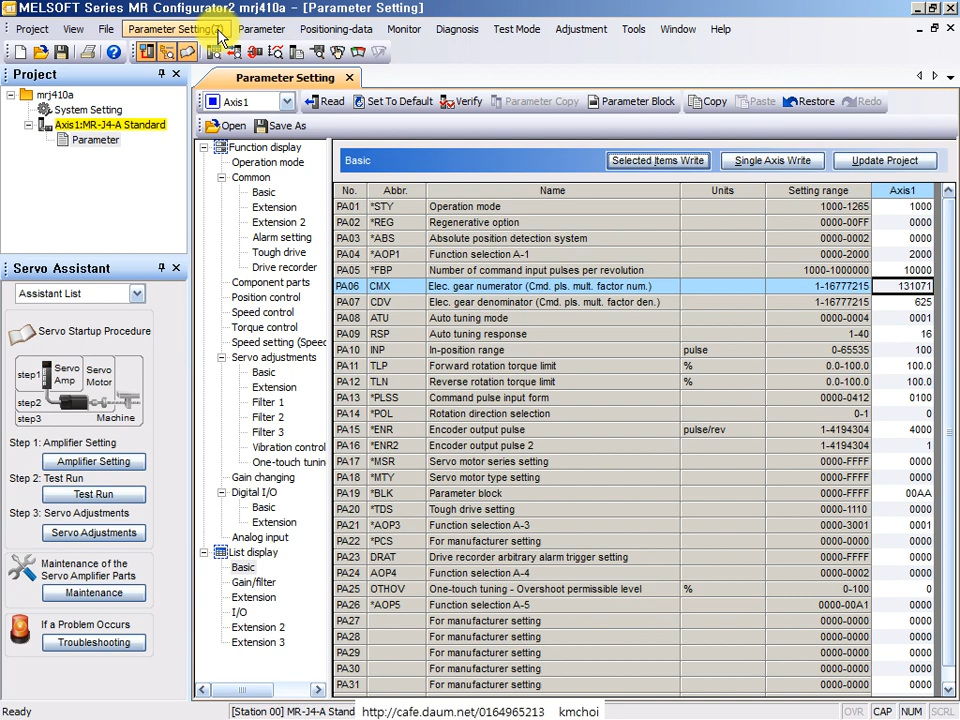 MELSOFT Series MR Configurator2 mrj410a - [Parameter Setting]
Project View File Parameter Setting(Z) Parameter Positioning-data Monitor Diagnosis Test Mode Adjustment Tools Window Help
Project
mrj410a
System Setting
Axis1:MR-J4-A Standard
Parameter
Servo Assistant
Assistant List
Servo Startup Procedure
step1 Servo Amp Servo Motor
step2
step3 Machine
Step 1: Amplifier Setting
Amplifier Setting
Step 2: Test Run
Test Run
Step 3: Servo Adjustments
Servo Adjustments
Maintenance of the
Servo Amplifier Parts
Maintenance
If a Problem Occurs
Troubleshooting
Parameter Setting
Axis1 Read Set To Default Verify Parameter Copy Parameter Block Copy Paste Restore Redo
Open Save As
Function display
Operation mode
Common
Basic
Extension
Extension 2
Alarm setting
Tough drive
Drive recorder
Component parts
Position control
Speed control
Torque control
Speed setting (Speec
Servo adjustments
Basic
Extension
Filter 1
Filter 2
Filter 3
Vibration control
One-touch tunin
Gain changing
Digital I/O
Basic
Extension
Analog input
List display
Basic
Gain/filter
Extension
I/O
Extension 2
Extension 3
Basic Selected Items Write Single Axis Write Update Project
No. Abbr. Name Units Setting range Axis1
PA01 *STY Operation mode 1000-1265 1000
PA02 *REG Regenerative option 0000-00FF 0000
PA03 *ABS Absolute position detection system 0000-0002 0000
PA04 *AOP1 Function selection A-1 0000-2000 2000
PA05 *FBP Number of command input pulses per revolution 1000-1000000 10000
PA06 CMX Elec. gear numerator (Cmd. pls. mult. factor num.) 1-16777215 131071
PA07 CDV Elec. gear denominator (Cmd. pls. mult. factor den.) 1-16777215 625
PA08 ATU Auto tuning mode 0000-0004 0001
PA09 RSP Auto tuning response 1-40 16
PA10 INP In-position range pulse 0-65535 100
PA11 TLP Forward rotation torque limit % 0.0-100.0 100.0
PA12 TLN Reverse rotation torque limit % 0.0-100.0 100.0
PA13 *PLSS Command pulse input form 0000-0412 0100
PA14 *POL Rotation direction selection 0-1 0
PA15 *ENR Encoder output pulse pulse/rev 1-4194304 4000
PA16 *ENR2 Encoder output pulse 2 1-4194304 1
PA17 *MSR Servo motor series setting 0000-FFFF 0000
PA18 *MTY Servo motor type setting 0000-FFFF 0000
PA19 *BLK Parameter block 0000-FFFF 00AA
PA20 *TDS Tough drive setting 0000-1110 0000
PA21 *AOP3 Function selection A-3 0000-3001 0001
PA22 *PCS For manufacturer setting 0000-FFFF 0000
PA23 DRAT Drive recorder arbitrary alarm trigger setting 0000-FFFF 0000
PA24 AOP4 Function selection A-4 0000-0002 0000
PA25 OTHOV One-touch tuning - Overshoot permissible level % 0-100 0
PA26 *AOP5 Function selection A-5 0000-00A1 0000
PA27 For manufacturer setting 0000
PA28 For manufacturer setting 0000
PA29 For manufacturer setting 0000
PA30 For manufacturer setting 0000
PA31 For manufacturer setting 0000
Ready [Station 00] MR-J4-A Stand http://cafe.daum.net/0164965213 kmchoi OVR CAP NUM SCRL